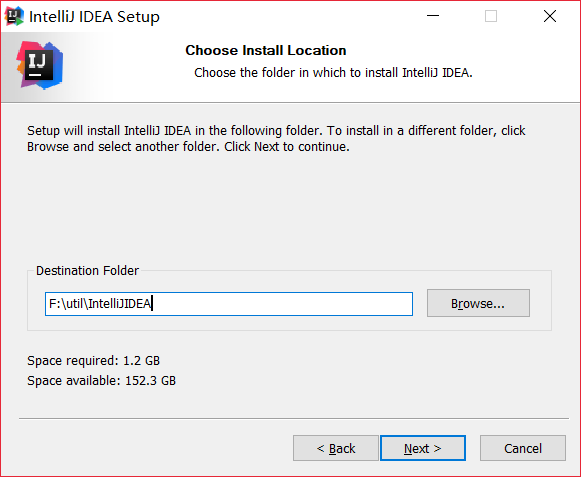 IntelliJ IDEA Setup
IJ
Choose Install Location
Choose the folder in which to install IntelliJ IDEA.
Setup will install IntelliJ IDEA in the following folder. To install in a different folder, click
Browse and select another folder. Click Next to continue.
Destination Folder
F:\util\IntelliJIDEA
Browse...
Space required: 1.2 GB
Space available: 152.3 GB
< Back
Next >
Cancel